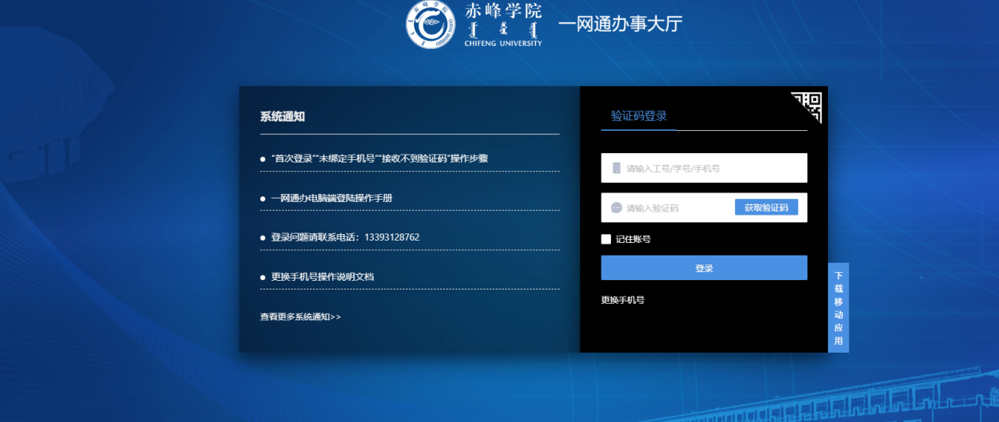 赤峰学院
CHIFENG UNIVERSITY
一网通办事大厅
系统通知
“首次登录”“未绑定手机号”“接收不到验证码”操作步骤
一网通办电脑端登陆操作手册
登录问题请联系电话：13393128762
更换手机号操作说明文档
查看更多系统通知>>
验证码登录
请输入工号/学号/手机号
请输入验证码
获取验证码
记住账号
登录
更换手机号
下载移动应用